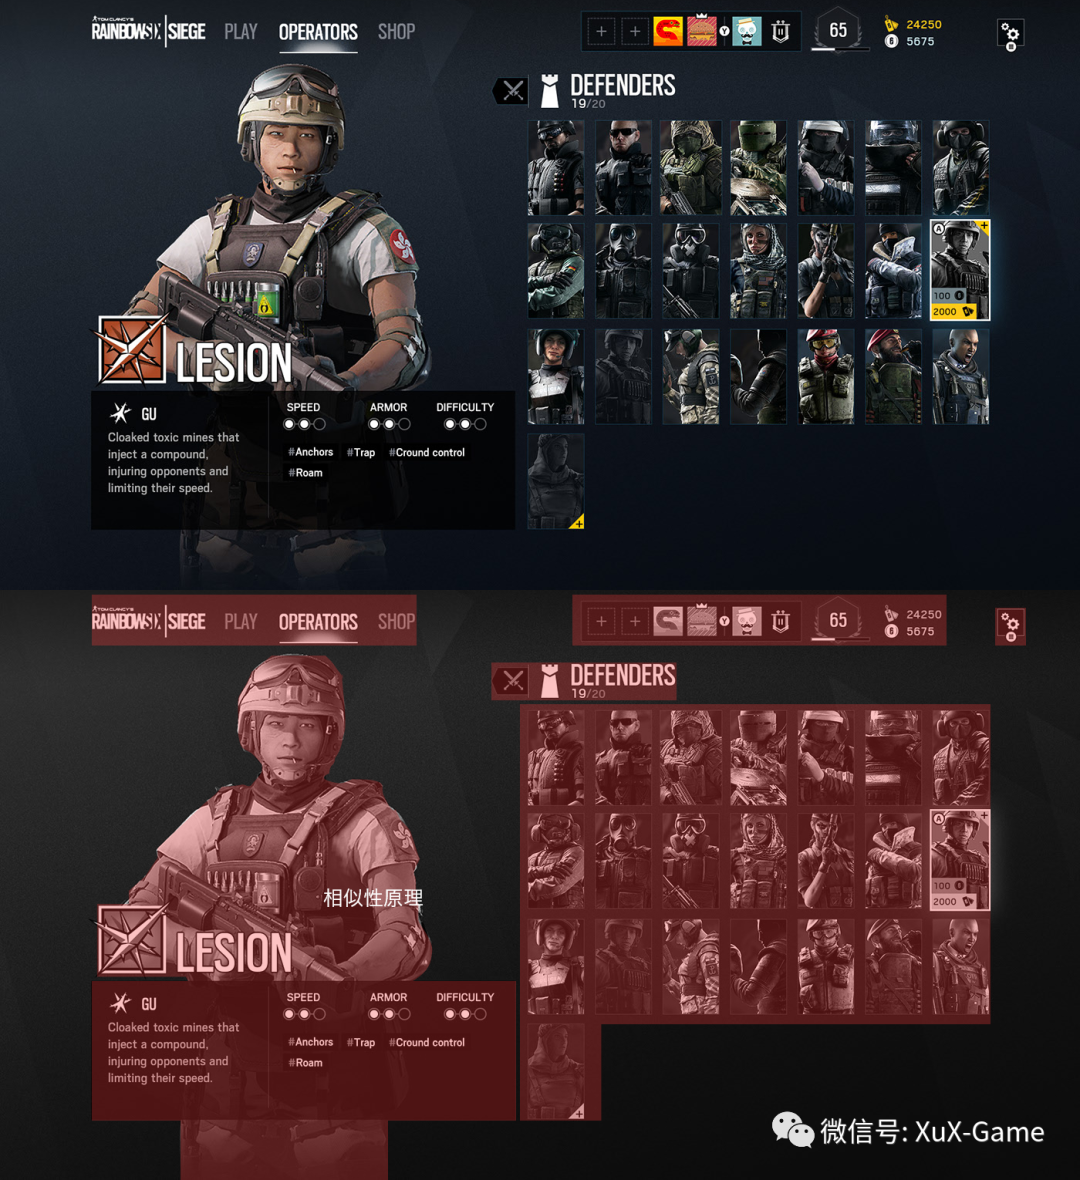 TOM CLANCY'S
RAINBOWSIX | SIEGE PLAY OPERATORS SHOP
Y
65
24250
5675
DEFENDERS
19/20
A
100
2000
LESION
GU
Cloaked toxic mines that
inject a compound,
injuring opponents and
limiting their speed.
SPEED ARMOR DIFFICULTY
#Anchors #Trap #Cround control
#Roam
TOM CLANCY'S
RAINBOWSIX | SIEGE PLAY OPERATORS SHOP
Y
65
24250
5675
DEFENDERS
19/20
A
100
2000
相似性原理
LESION
GU
Cloaked toxic mines that
inject a compound,
injuring opponents and
limiting their speed.
SPEED ARMOR DIFFICULTY
#Anchors #Trap #Cround control
#Roam
微信号: XuX-Game